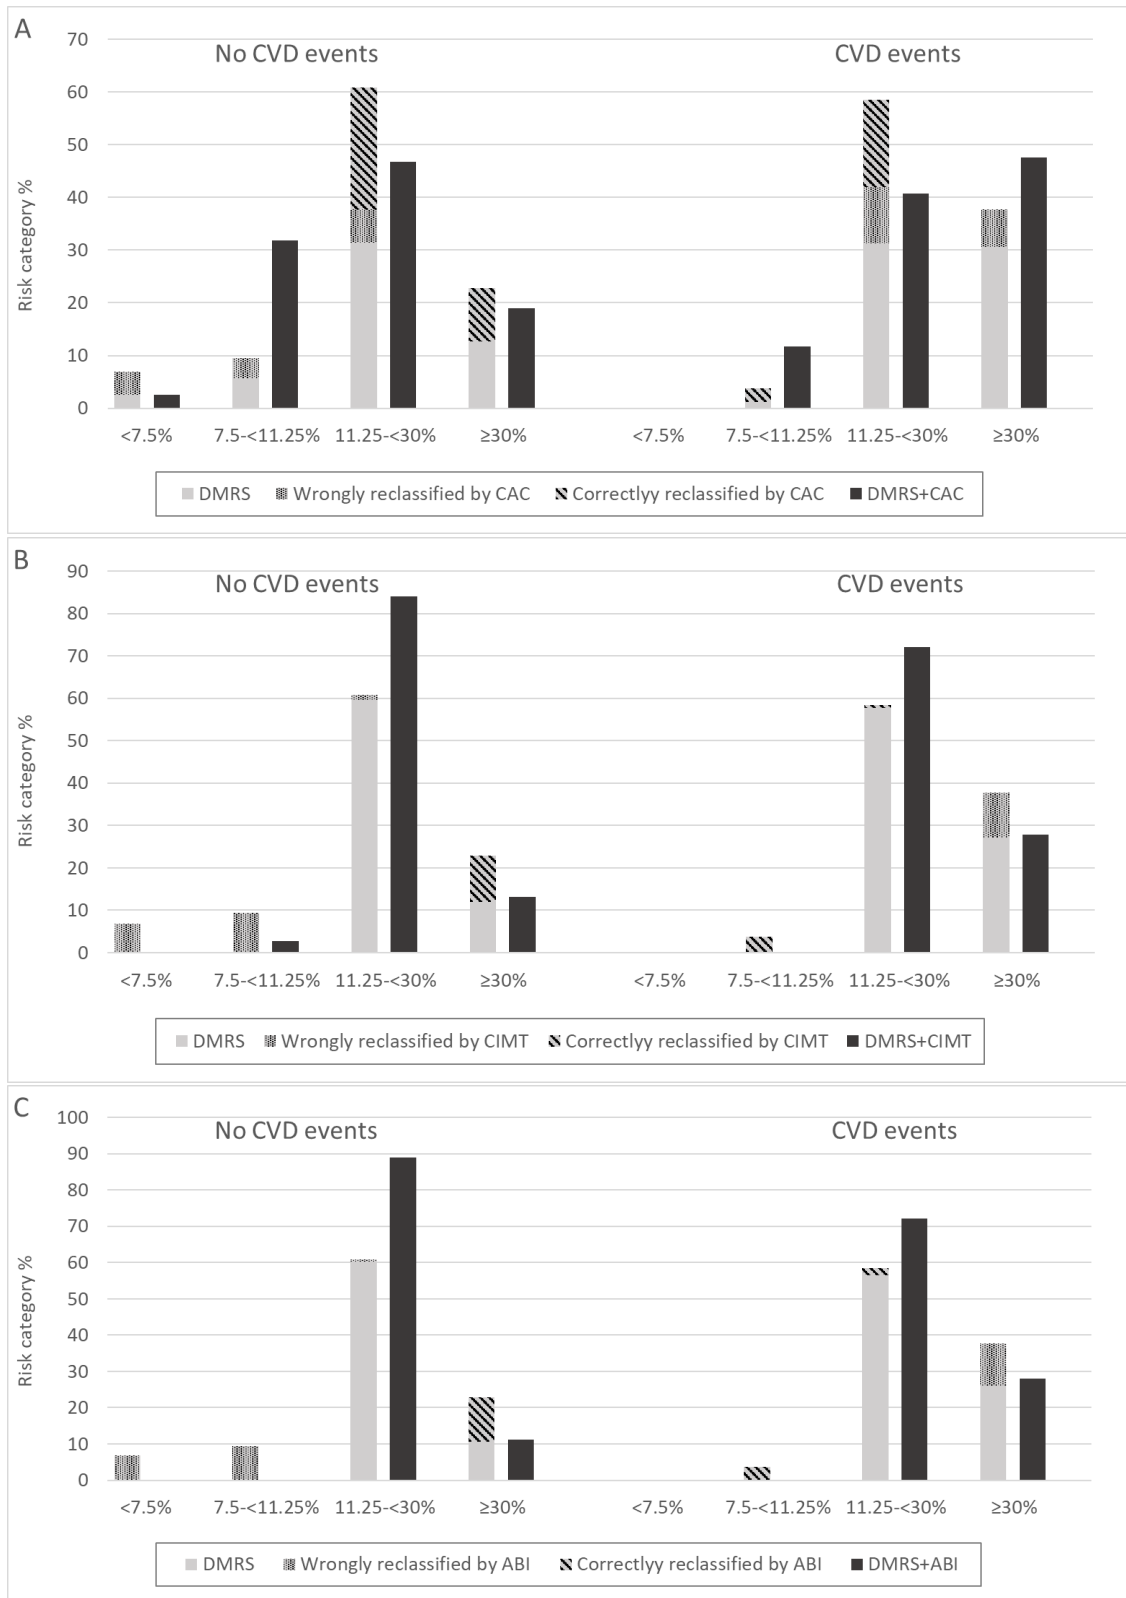 A
No CVD events CVD events
70
60
50
40
30
20
10
0
Risk category %
<7.5% 7.5-<11.25% 11.25-<30% ≥30% <7.5% 7.5-<11.25% 11.25-<30% ≥30%
DMRS Wrongly reclassified by CAC Correctlyy reclassified by CAC DMRS+CAC
B
No CVD events CVD events
90
80
70
60
50
40
30
20
10
0
Risk category %
<7.5% 7.5-<11.25% 11.25-<30% ≥30% <7.5% 7.5-<11.25% 11.25-<30% ≥30%
DMRS Wrongly reclassified by CIMT Correctlyy reclassified by CIMT DMRS+CIMT
C
No CVD events CVD events
100
90
80
70
60
50
40
30
20
10
0
Risk category %
<7.5% 7.5-<11.25% 11.25-<30% ≥30% <7.5% 7.5-<11.25% 11.25-<30% ≥30%
DMRS Wrongly reclassified by ABI Correctlyy reclassified by ABI DMRS+ABI